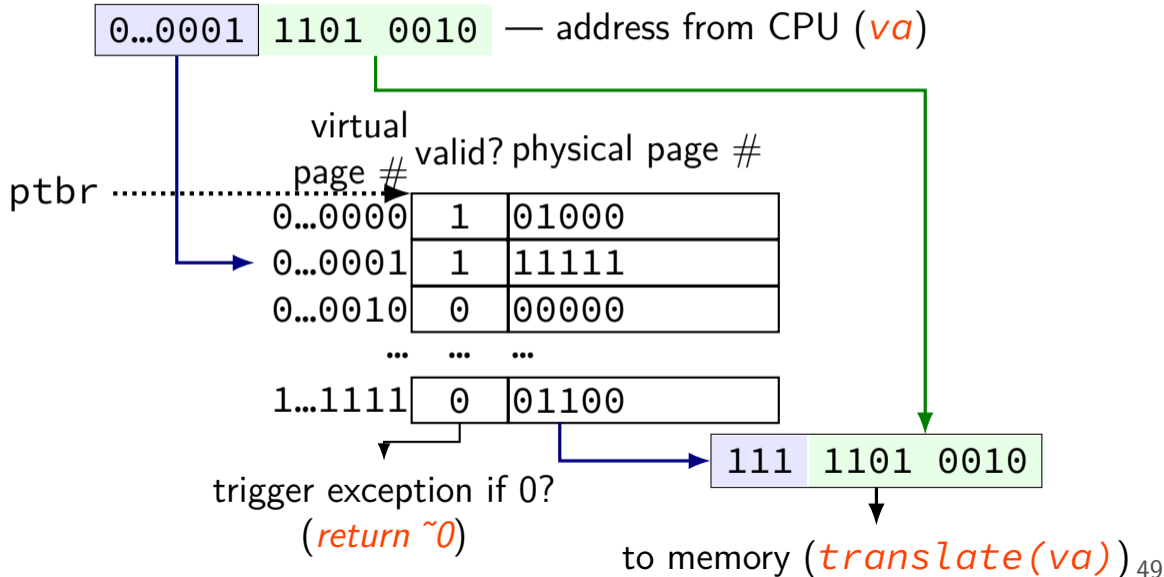 0…0001 1101 0010 — address from CPU (va)
virtual
page # valid? physical page #
ptbr
0…0000 1 01000
0…0001 1 11111
0…0010 0 00000
… … …
1…1111 0 01100
111 1101 0010
trigger exception if 0?
(return ~0)
to memory (translate(va)) 49